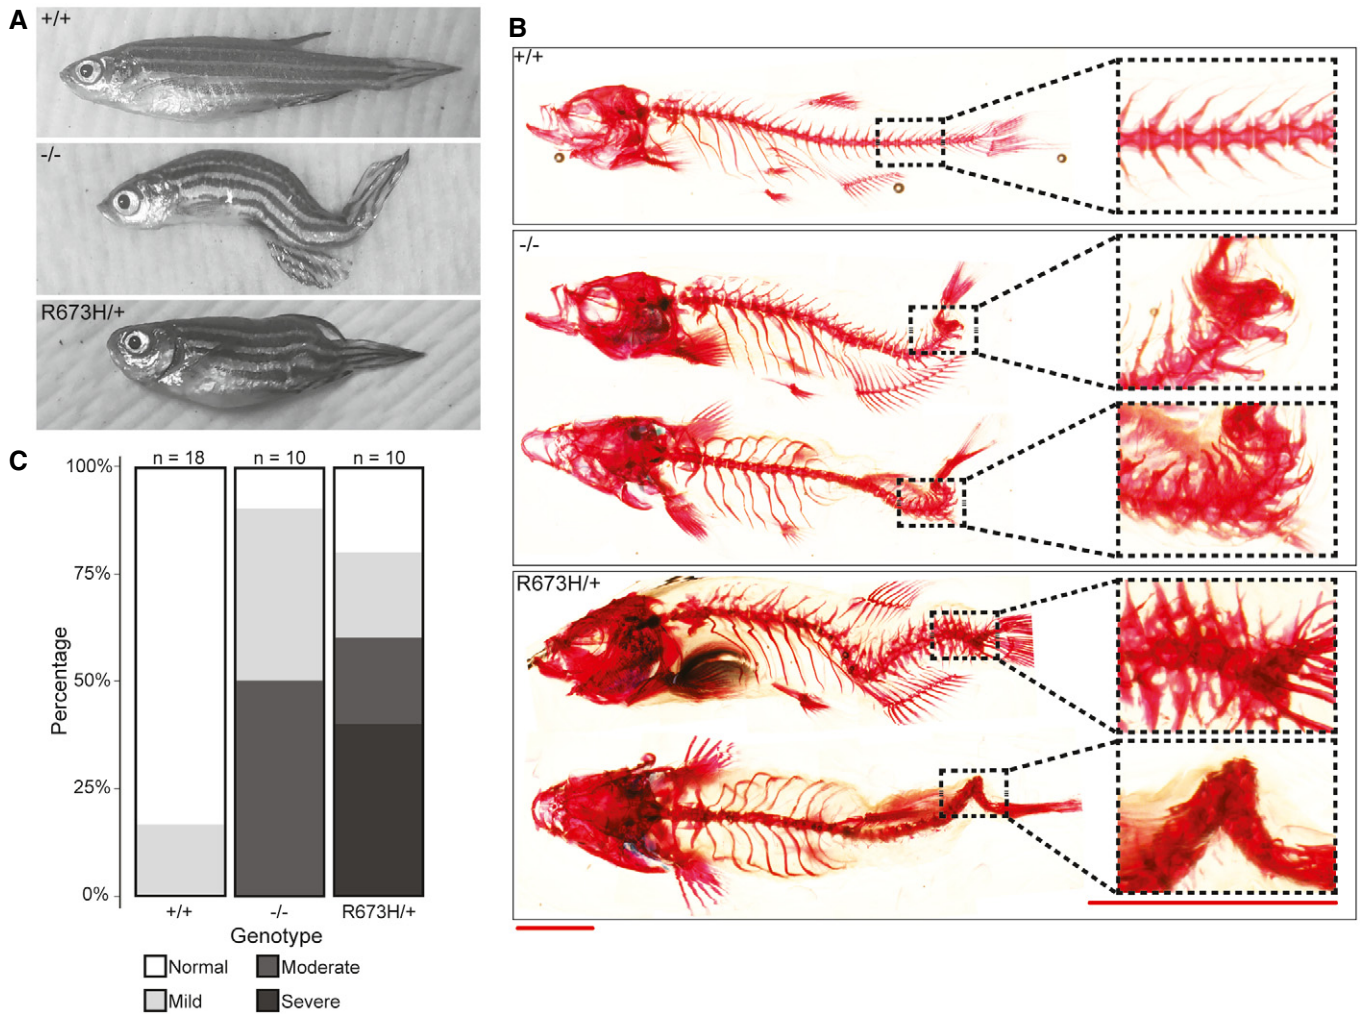 A
+/+
-/-
R673H/+
B
+/+
-/-
R673H/+
C
n = 18
n = 10
n = 10
100%
75%
50%
25%
0%
Percentage
+/+
-/-
R673H/+
Genotype
Normal
Moderate
Mild
Severe